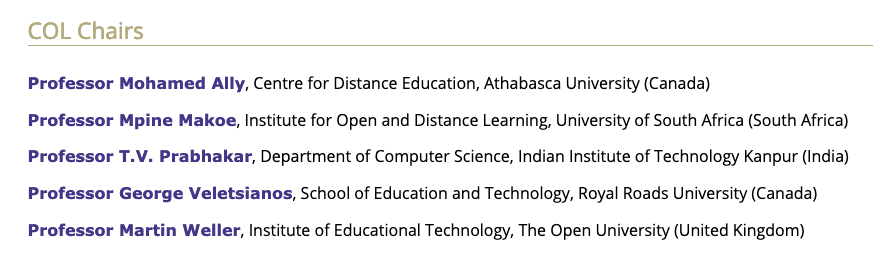 COL Chairs
Professor Mohamed Ally, Centre for Distance Education, Athabasca University (Canada)
Professor Mpine Makoe, Institute for Open and Distance Learning, University of South Africa (South Africa)
Professor T.V. Prabhakar, Department of Computer Science, Indian Institute of Technology Kanpur (India)
Professor George Veletsianos, School of Education and Technology, Royal Roads University (Canada)
Professor Martin Weller, Institute of Educational Technology, The Open University (United Kingdom)